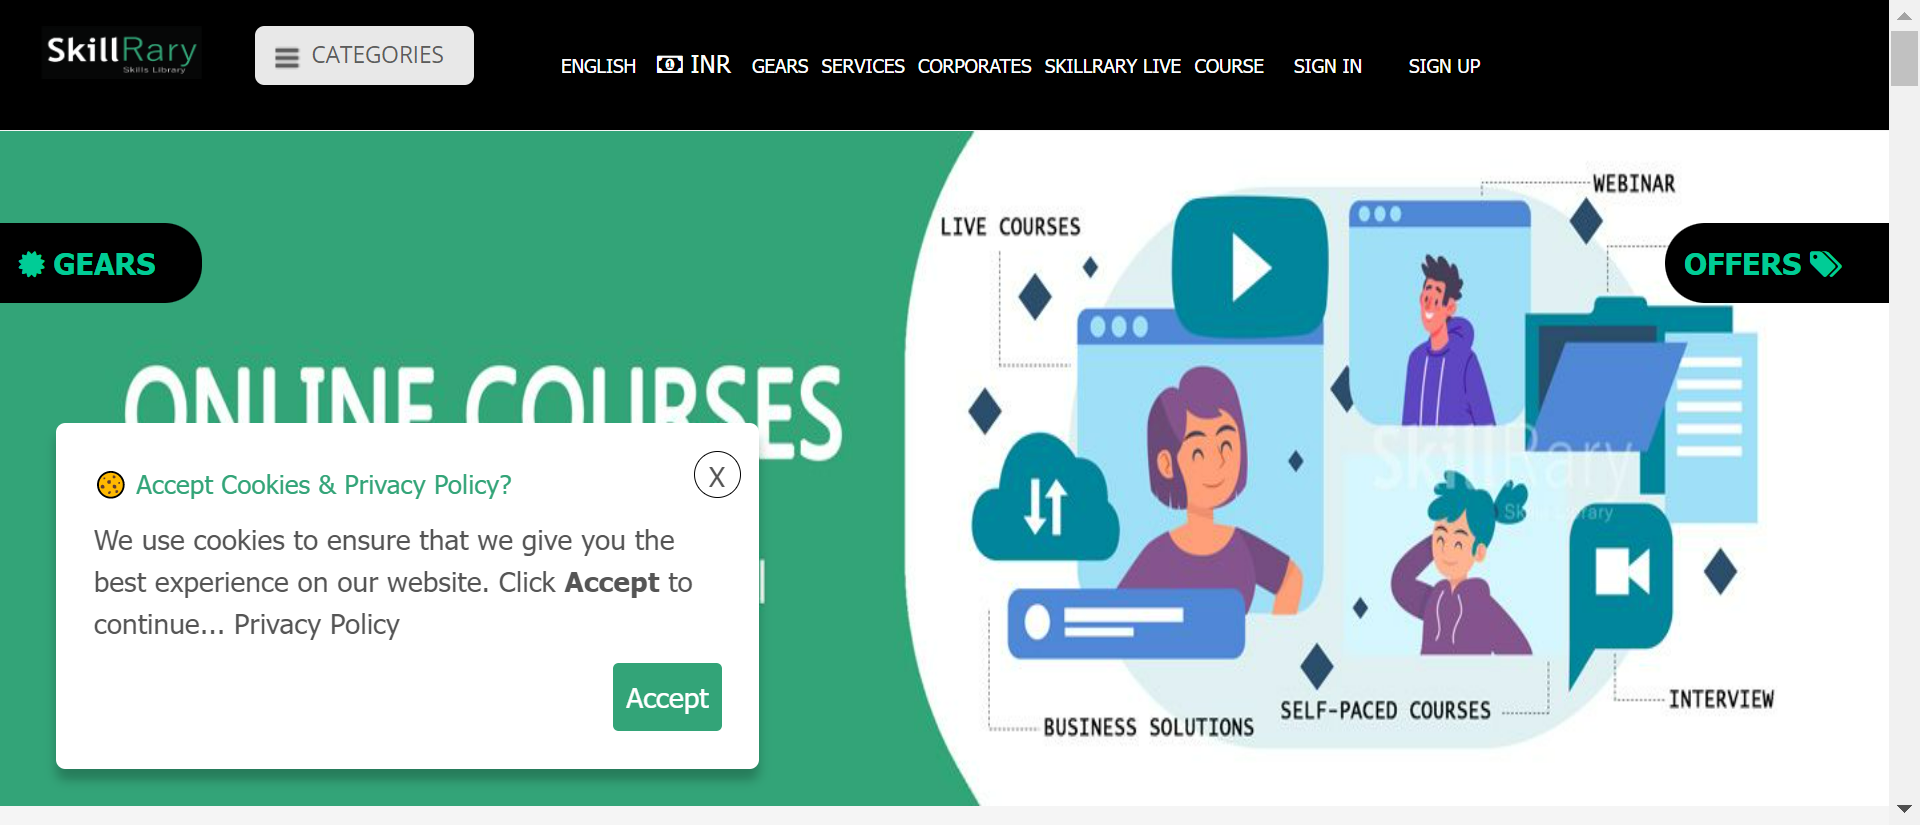 SkillRary
Skills Library
CATEGORIES
ENGLISH INR GEARS SERVICES CORPORATES SKILLRARY LIVE COURSE SIGN IN SIGN UP
WEBINAR
LIVE COURSES
GEARS
OFFERS
ONLINE COURSES
SkillRary
Accept Cookies & Privacy Policy?
X
We use cookies to ensure that we give you the
best experience on our website. Click Accept to
continue... Privacy Policy
Accept
INTERVIEW
SELF-PACED COURSES
BUSINESS SOLUTIONS